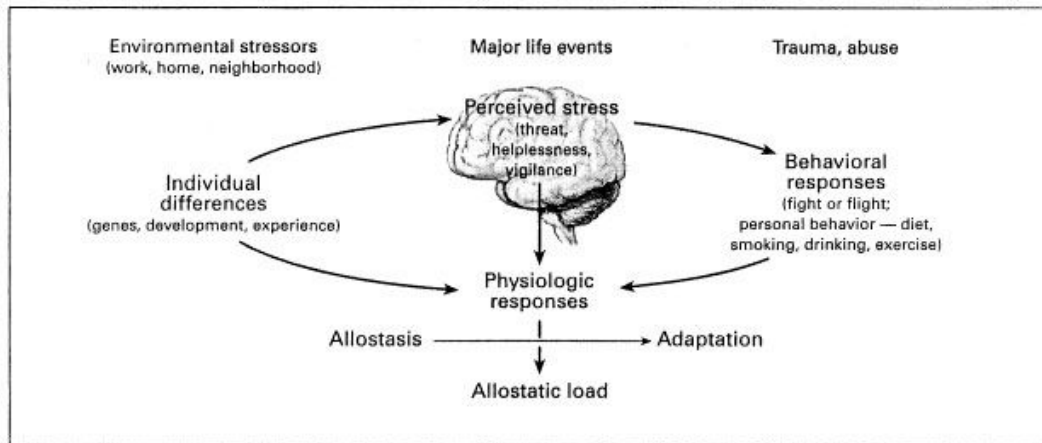 Environmental stressors
(work, home, neighborhood)
Major life events
Trauma, abuse
Perceived stress
(threat,
helplessness,
vigilance)
Individual
differences
(genes, development, experience)
Behavioral
responses
(fight or flight;
personal behavior — diet,
smoking, drinking, exercise)
Physiologic
responses
Allostasis
Adaptation
Allostatic load